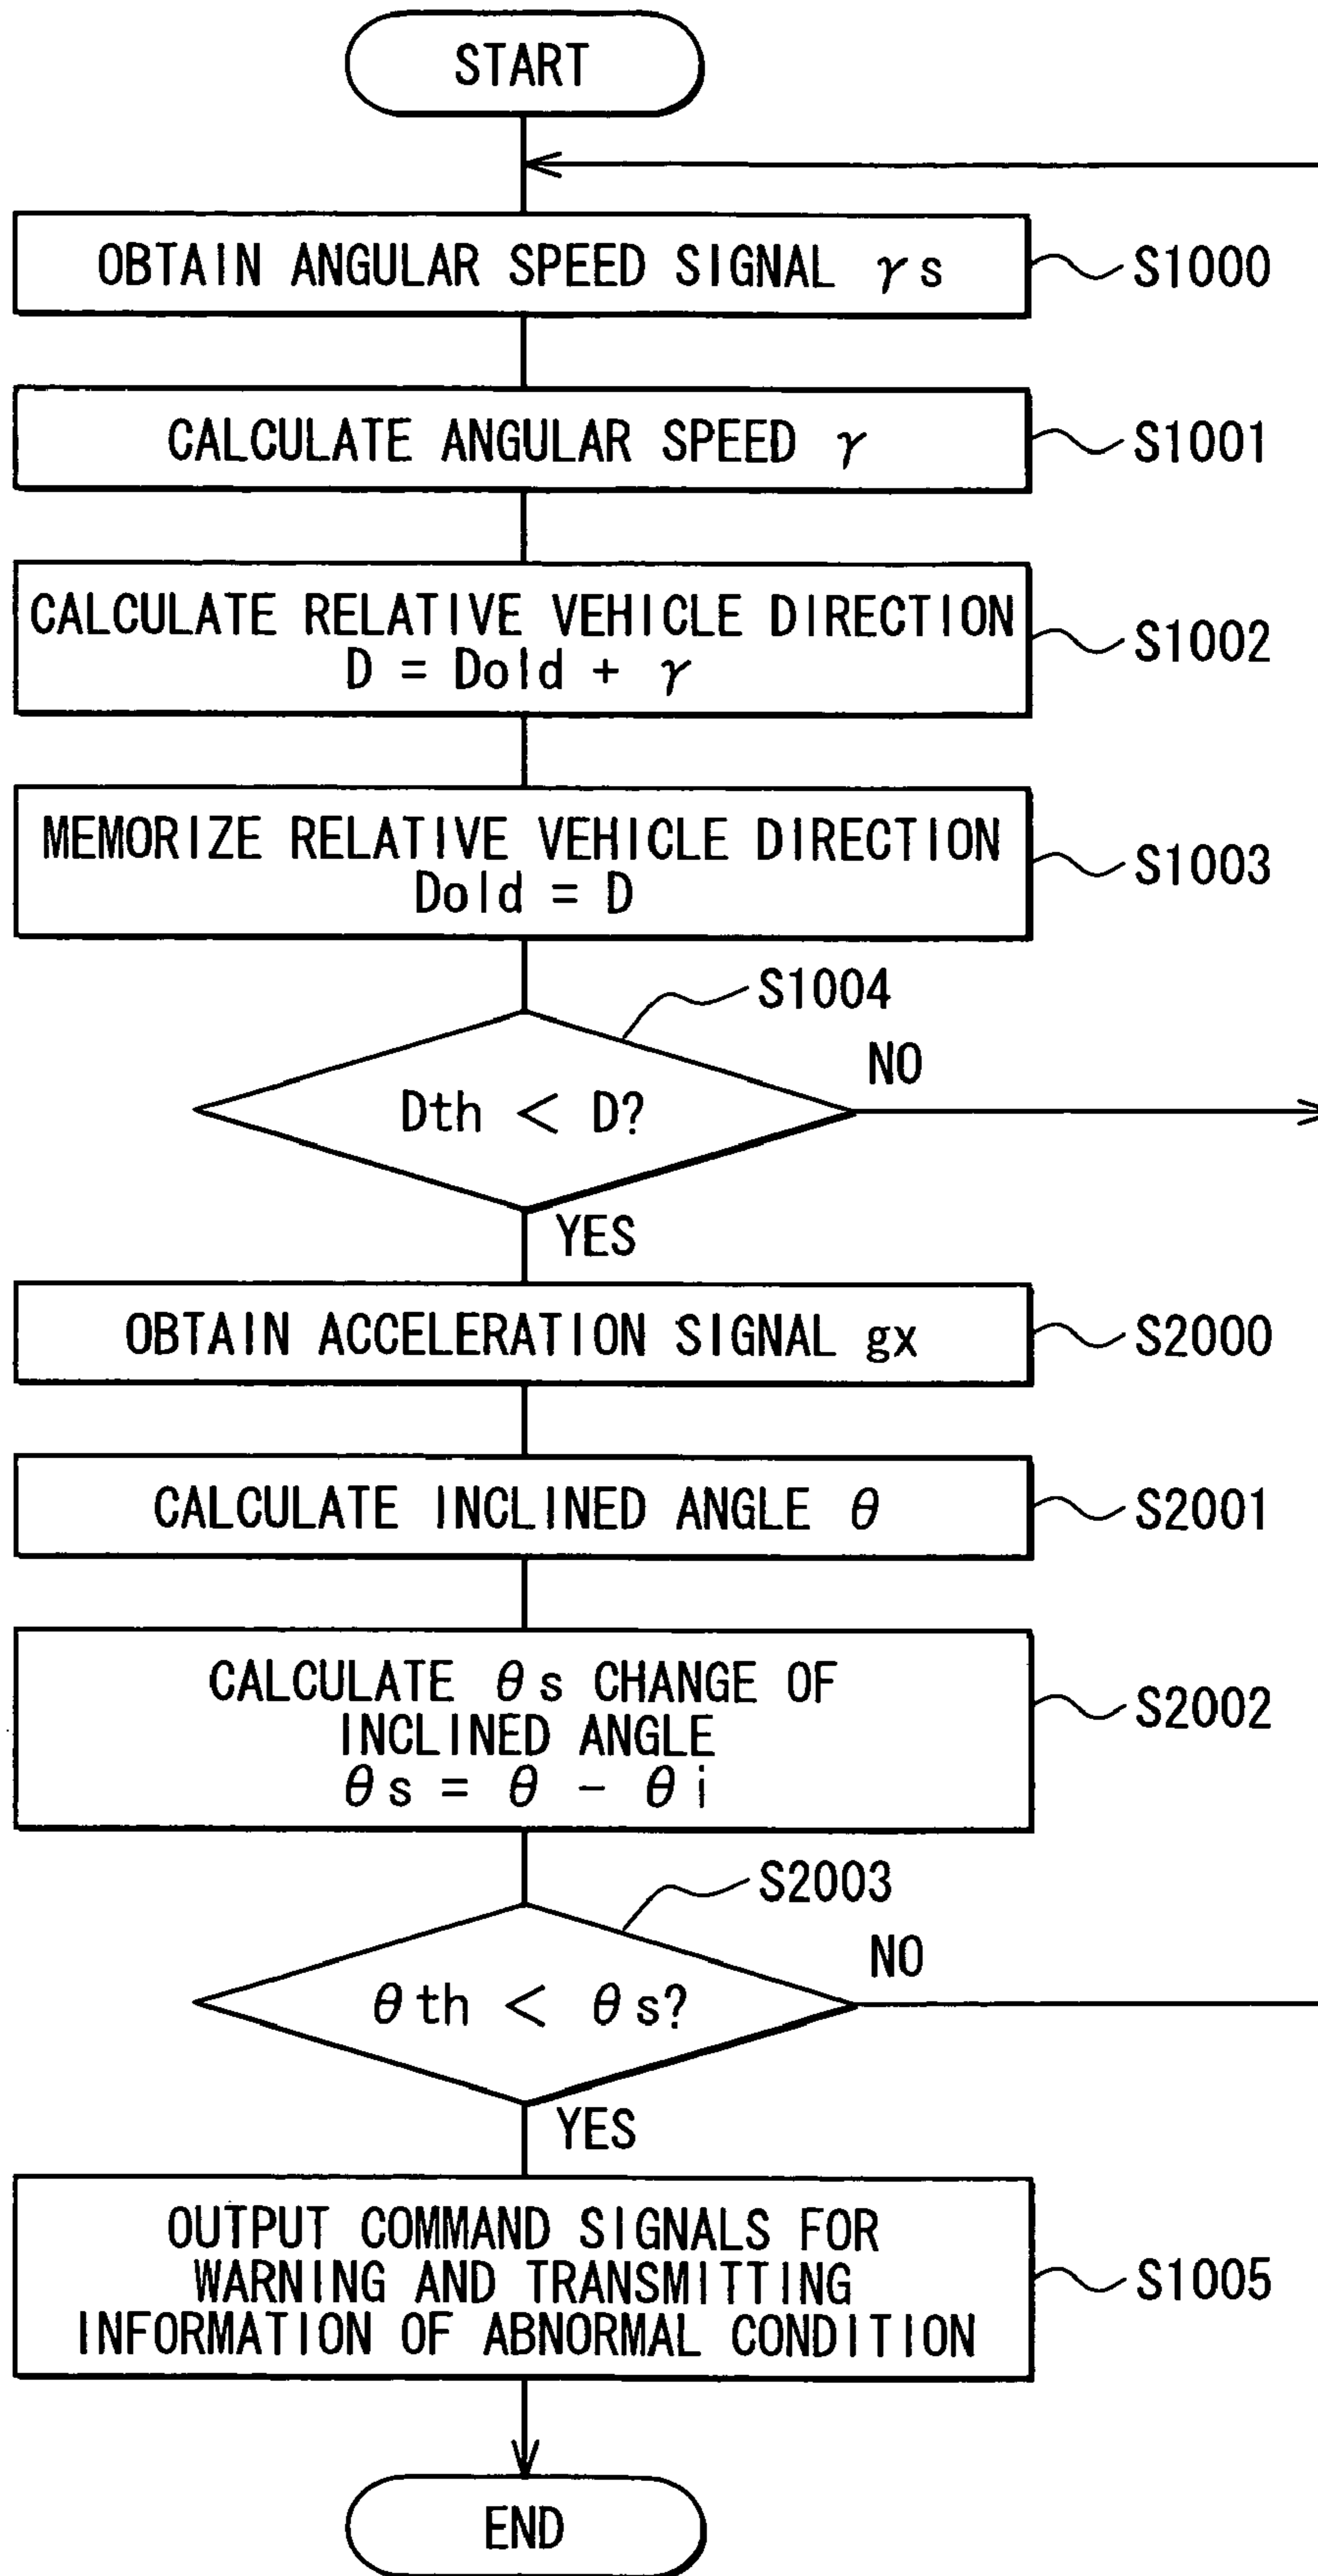 START
OBTAIN ANGULAR SPEED SIGNAL γs
S1000
CALCULATE ANGULAR SPEED γ
S1001
CALCULATE RELATIVE VEHICLE DIRECTION
D = Dold + γ
S1002
MEMORIZE RELATIVE VEHICLE DIRECTION
Dold = D
S1003
S1004
Dth < D?
NO
YES
OBTAIN ACCELERATION SIGNAL gx
S2000
CALCULATE INCLINED ANGLE θ
S2001
CALCULATE θs CHANGE OF
INCLINED ANGLE
θs = θ - θi
S2002
S2003
θth < θs?
NO
YES
OUTPUT COMMAND SIGNALS FOR
WARNING AND TRANSMITTING
INFORMATION OF ABNORMAL CONDITION
S1005
END